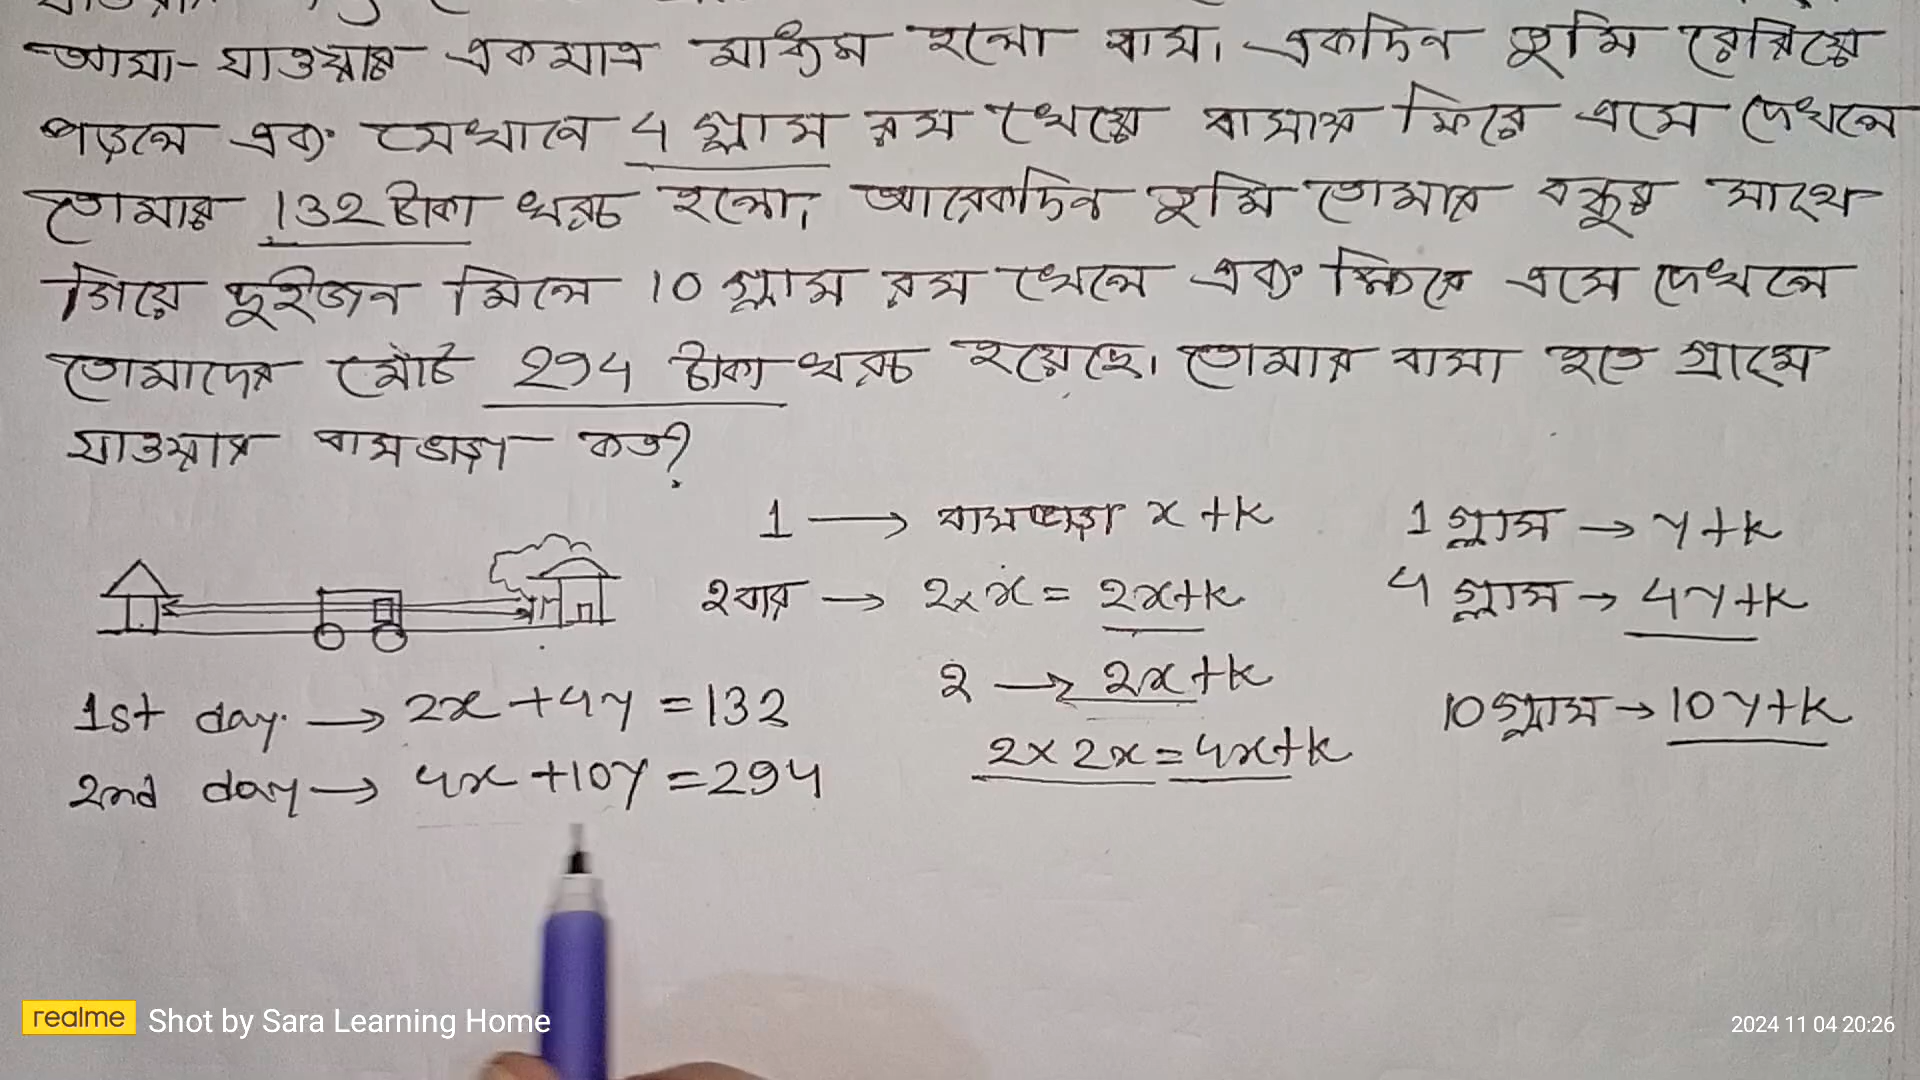 আসা-যাওয়ার একমাত্র মাধ্যম হলো বাস। একদিন তুমি বেরিয়ে
পড়লে এবং সেখানে 4 গ্লাস রস খেয়ে বাসায় ফিরে এসে দেখলে
তোমার 132 টাকা খরচ হলো, আরেকদিন তুমি তোমার বন্ধুর সাথে
গিয়ে দুইজন মিলে 10 গ্লাস রস খেলে এবং ফিরে এসে দেখলে
তোমাদের মোট 294 টাকা খরচ হয়েছে। তোমার বাসা হতে গ্রামে
যাওয়ার বাসভাড়া কত?
1 → বাসভাড়া x+k
1 গ্লাস → y+k
2বার → 2×x = 2x+k
4 গ্লাস → 4y+k
2 → 2x+k
1st day. → 2x+4y=132
10গ্লাস → 10y+k
2×2x=4x+k
2nd day → 4x+10y=294
realme Shot by Sara Learning Home
2024 11 04 20:26